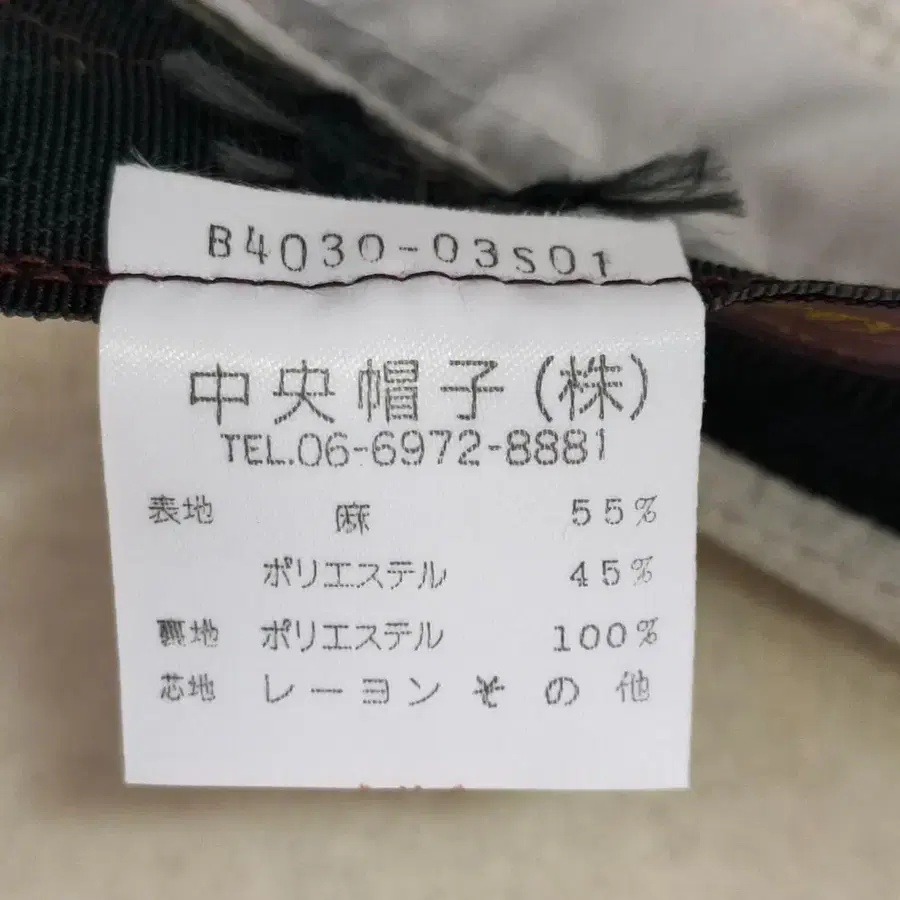 B4030-03S01
中央帽子(株)
TEL.06-6972-8881
表地 麻 55%
ポリエステル 45%
裏地 ポリエステル 100%
芯地 レーヨンその他